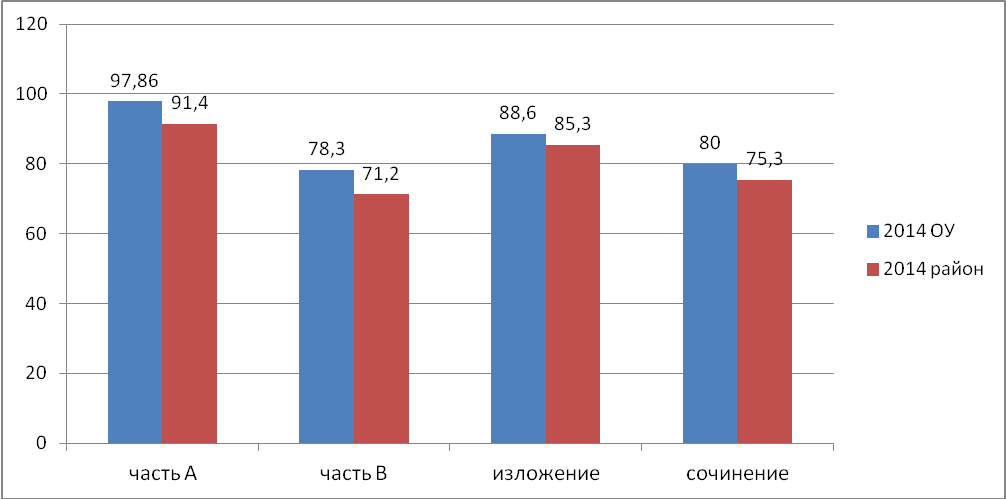 120
100
80
60
40
20
0
97,86
91,4
78,3
71,2
88,6
85,3
80
75,3
часть А
часть В
изложение
сочинение
2014 ОУ
2014 район